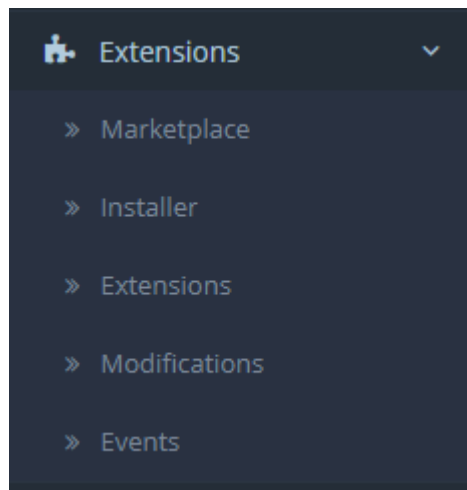 Extensions
Marketplace
Installer
Extensions
Modifications
Events